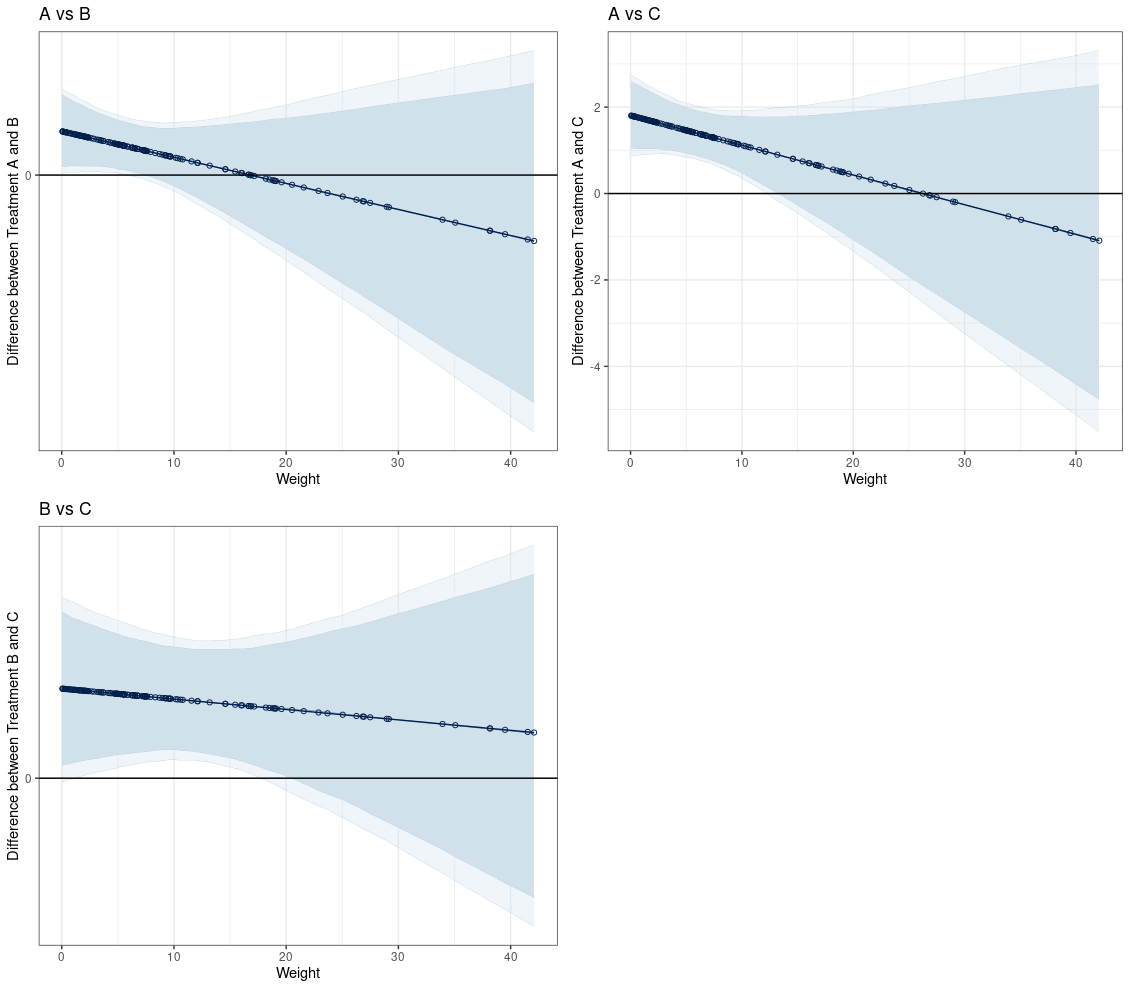 A vs B
Difference between Treatment A and B
0
0 10 20 30 40
Weight
A vs C
Difference between Treatment A and C
2
0
-2
-4
0 10 20 30 40
Weight
B vs C
Difference between Treatment B and C
0
0 10 20 30 40
Weight